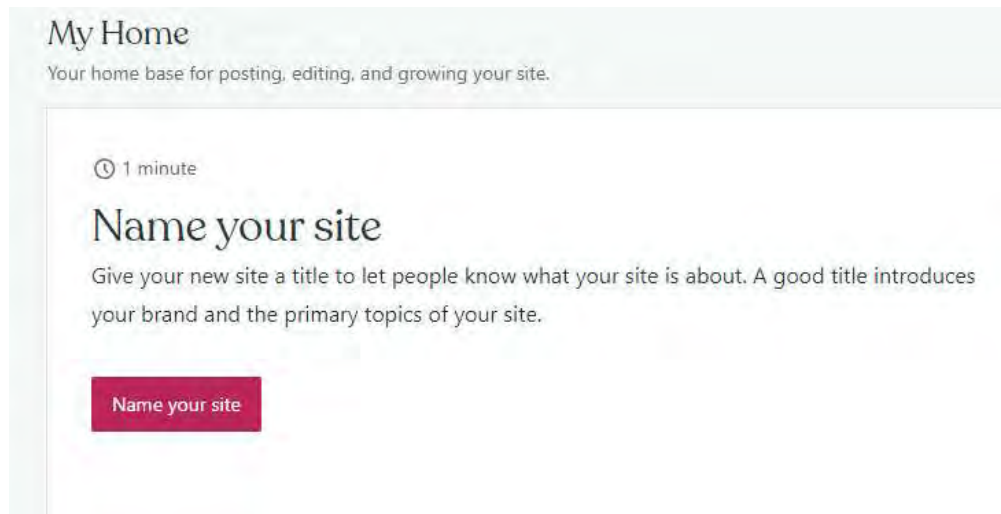 My Home
Your home base for posting, editing, and growing your site.
1 minute
Name your site
Give your new site a title to let people know what your site is about. A good title introduces
your brand and the primary topics of your site.
Name your site